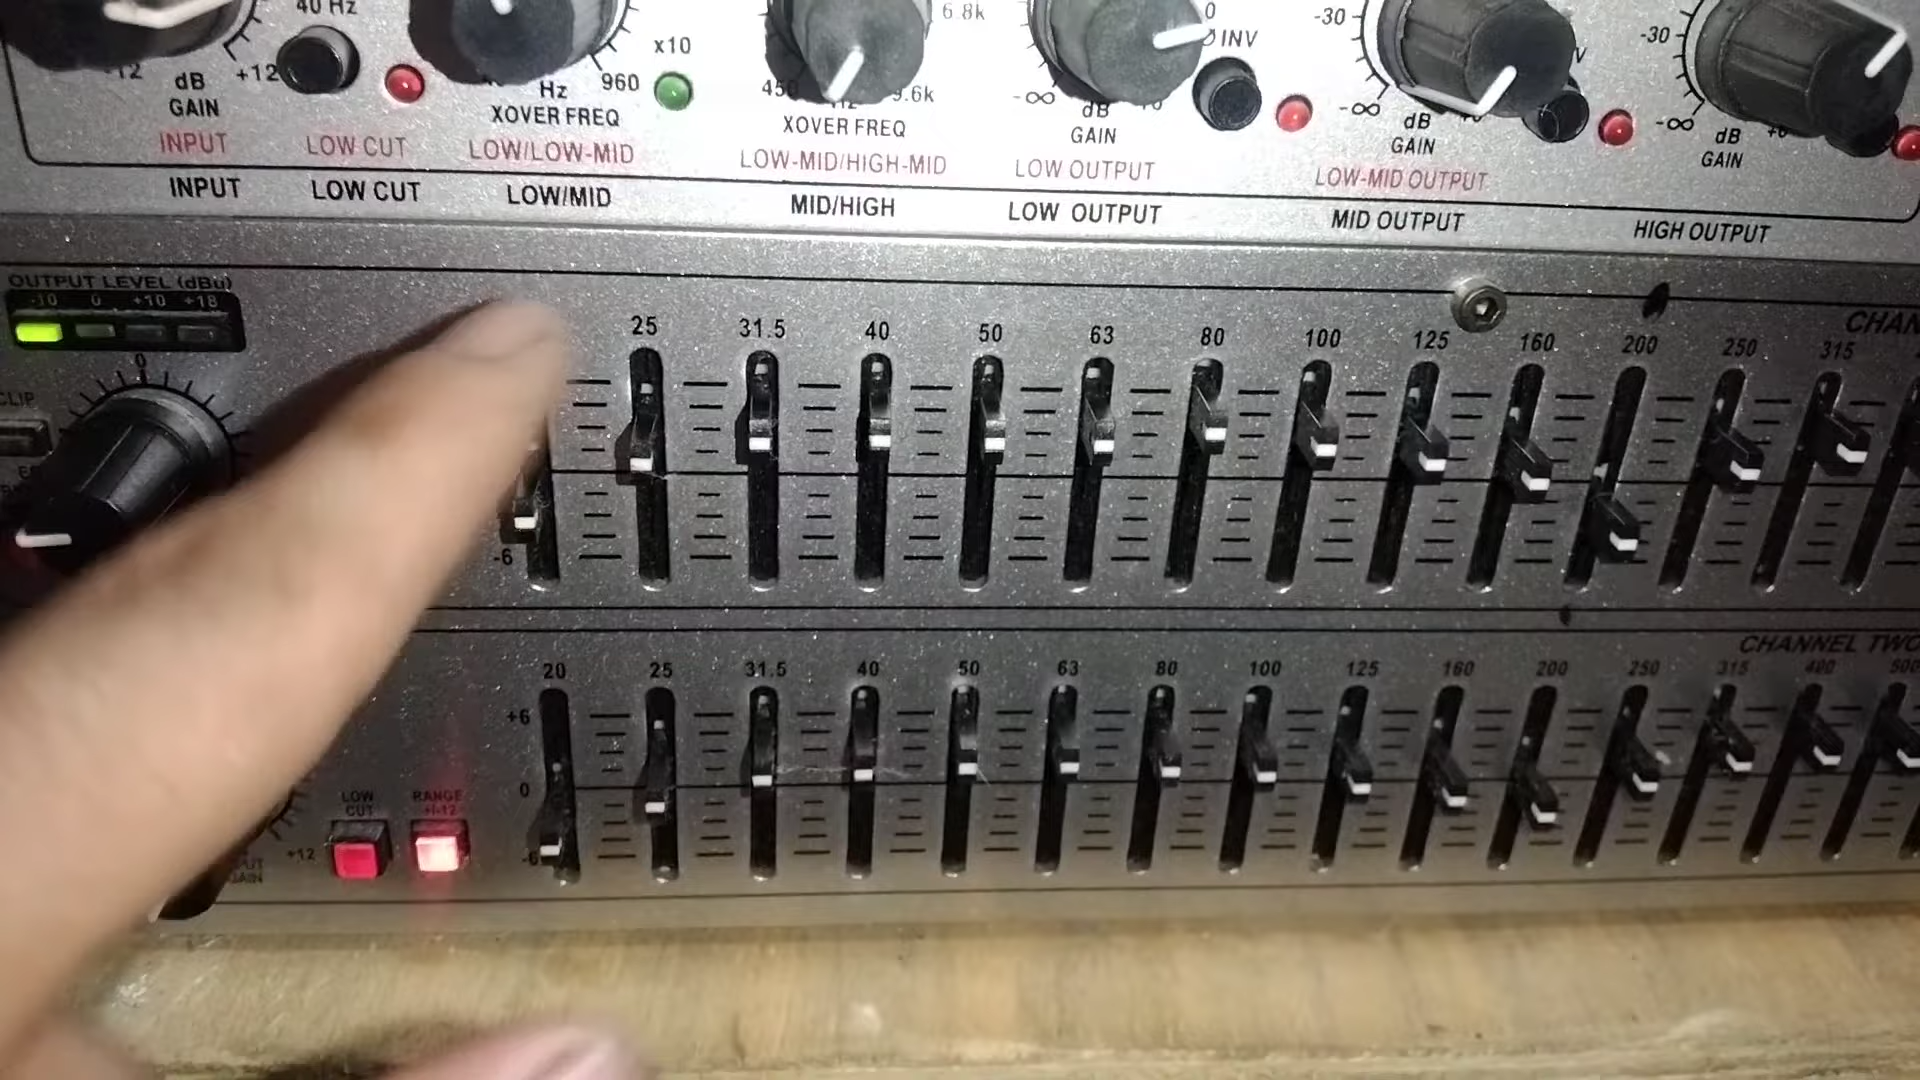 40 Hz
6.8k
0
INV
-30
-30
x10
-12 dB +12
GAIN
Hz 960
XOVER FREQ
450 Hz 9.6k
XOVER FREQ
-∞ dB
GAIN
-∞ dB +6
GAIN
-∞ dB +6
GAIN
INPUT LOW CUT LOW/LOW-MID LOW-MID/HIGH-MID LOW OUTPUT LOW-MID OUTPUT
INPUT LOW CUT LOW/MID MID/HIGH LOW OUTPUT MID OUTPUT HIGH OUTPUT
OUTPUT LEVEL (dBu)
-10 0 +10 +18
0
CLIP
25 31.5 40 50 63 80 100 125 160 200 250 315
-6
CHANNEL TWO
20 25 31.5 40 50 63 80 100 125 160 200 250 315 400 500
+6
0
-6
LOW CUT
RANGE +/-12
+12
GAIN